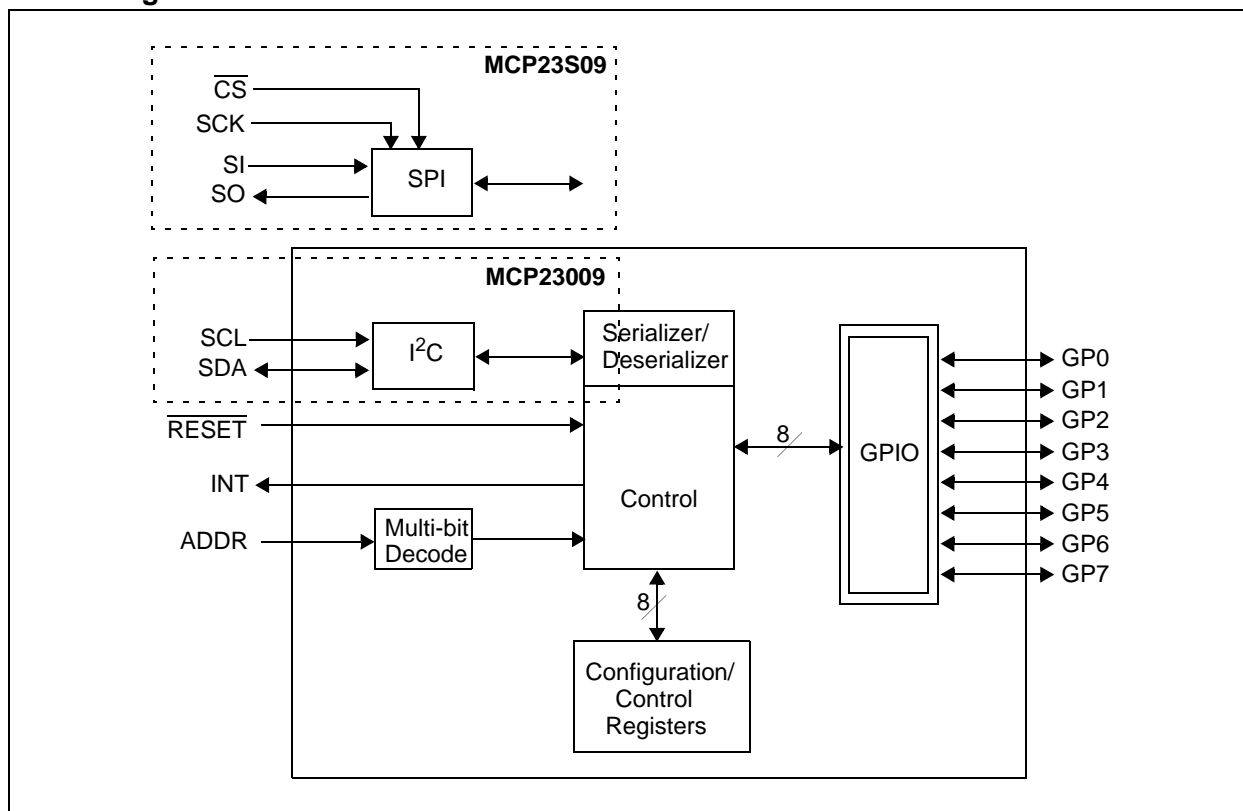 MCP23S09
CS
SCK
SI
SO
SPI
MCP23009
SCL
SDA
I²C
Serializer/
Deserializer
RESET
INT
ADDR
Multi-bit
Decode
Control
8
8
GPIO
GP0
GP1
GP2
GP3
GP4
GP5
GP6
GP7
Configuration/
Control
Registers